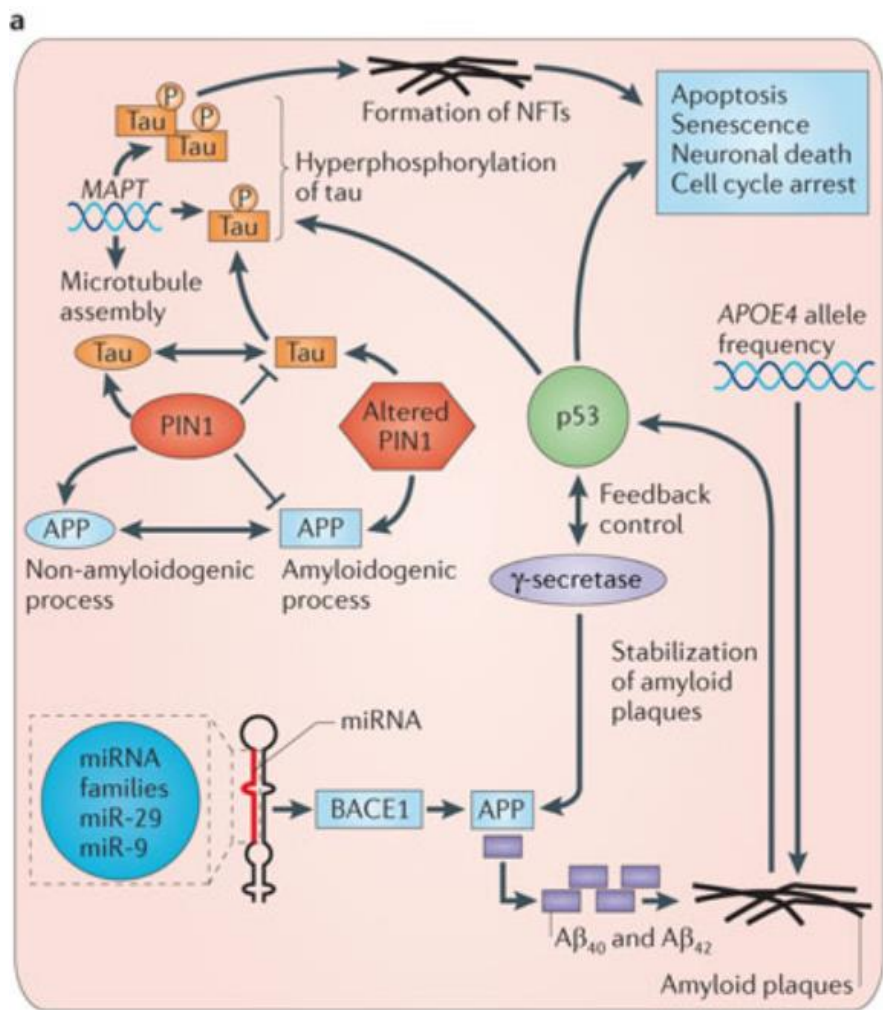 a
P
Tau
P
Tau
Formation of NFTs
Apoptosis
Senescence
Neuronal death
Cell cycle arrest
Hyperphosphorylation
of tau
MAPT
P
Tau
Microtubule
assembly
APOE4 allele
frequency
Tau
Tau
PIN1
Altered
PIN1
p53
Feedback
control
APP
APP
Non-amyloidogenic
process
Amyloidogenic
process
γ-secretase
Stabilization
of amyloid
plaques
miRNA
miRNA
families
miR-29
miR-9
BACE1
APP
Aβ₄₀ and Aβ₄₂
Amyloid plaques